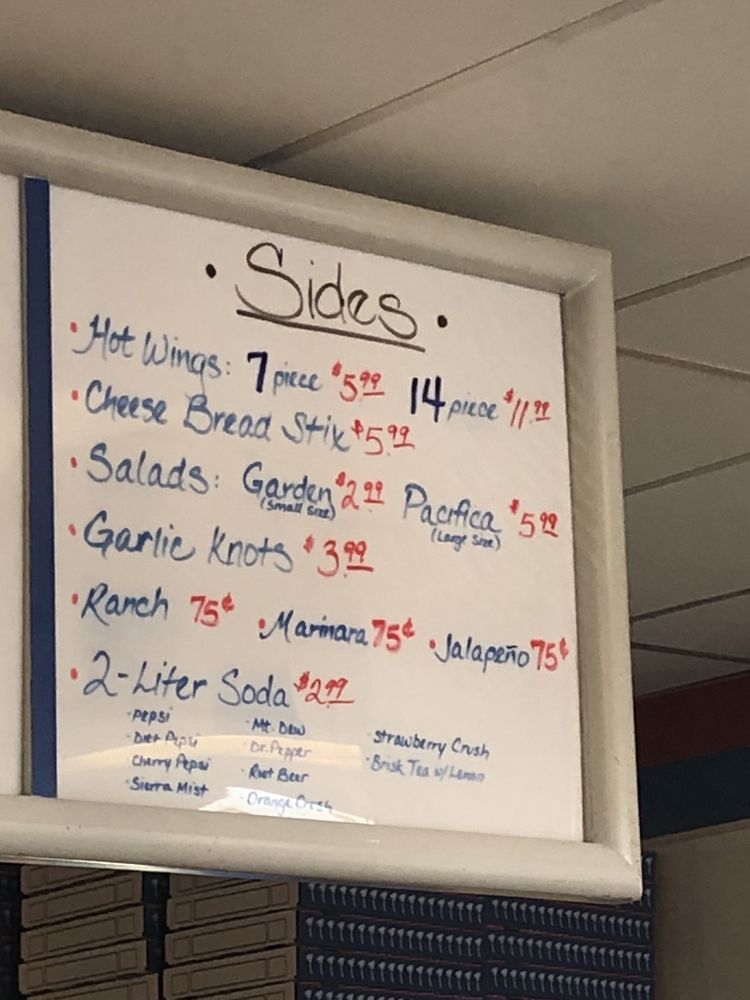 • Sides •
• Hot Wings: 7 piece $5.99 14 piece $11.99
• Cheese Bread Stix $5.99
• Salads: Garden $2.99 Pacifica $5.99
(Small Size) (Large Size)
• Garlic Knots $3.99
• Ranch 75¢ • Marinara 75¢ • Jalapeño 75¢
• 2-Liter Soda $2.99
• Pepsi • Mt. Dew • Strawberry Crush
• Diet Pepsi • Dr. Pepper • Brisk Tea w/ Lemon
Cherry Pepsi • Root Beer
• Sierra Mist • Orange Crush